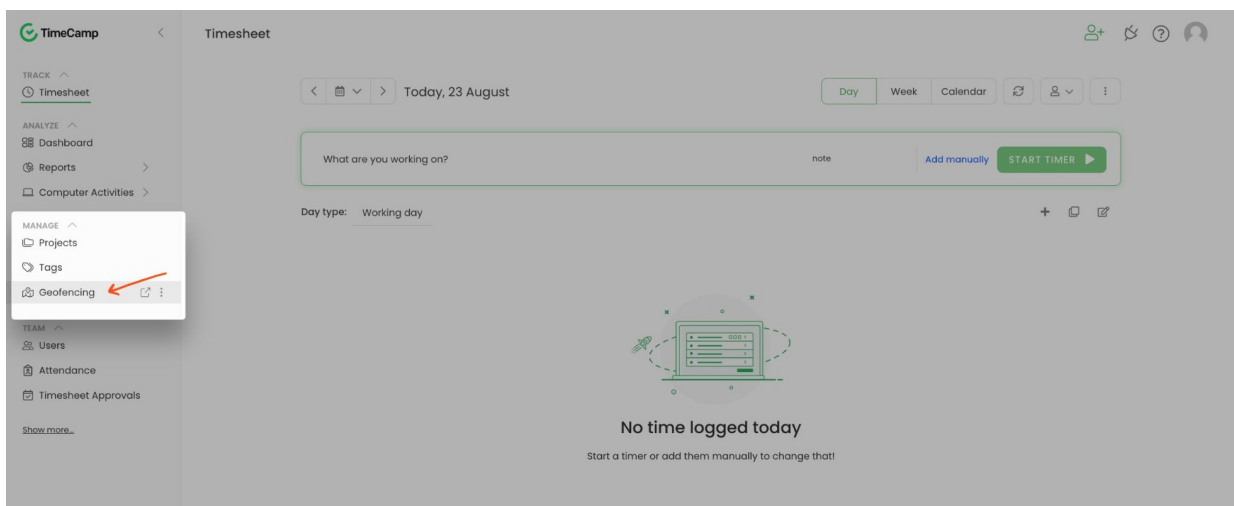 TimeCamp
Timesheet
TRACK
Timesheet
ANALYZE
Dashboard
Reports
Computer Activities
MANAGE
Projects
Tags
Geofencing
TEAM
Users
Attendance
Timesheet Approvals
Show more...
Today, 23 August
Day Week Calendar
What are you working on? note Add manually START TIMER
Day type: Working day
No time logged today
Start a timer or add them manually to change that!